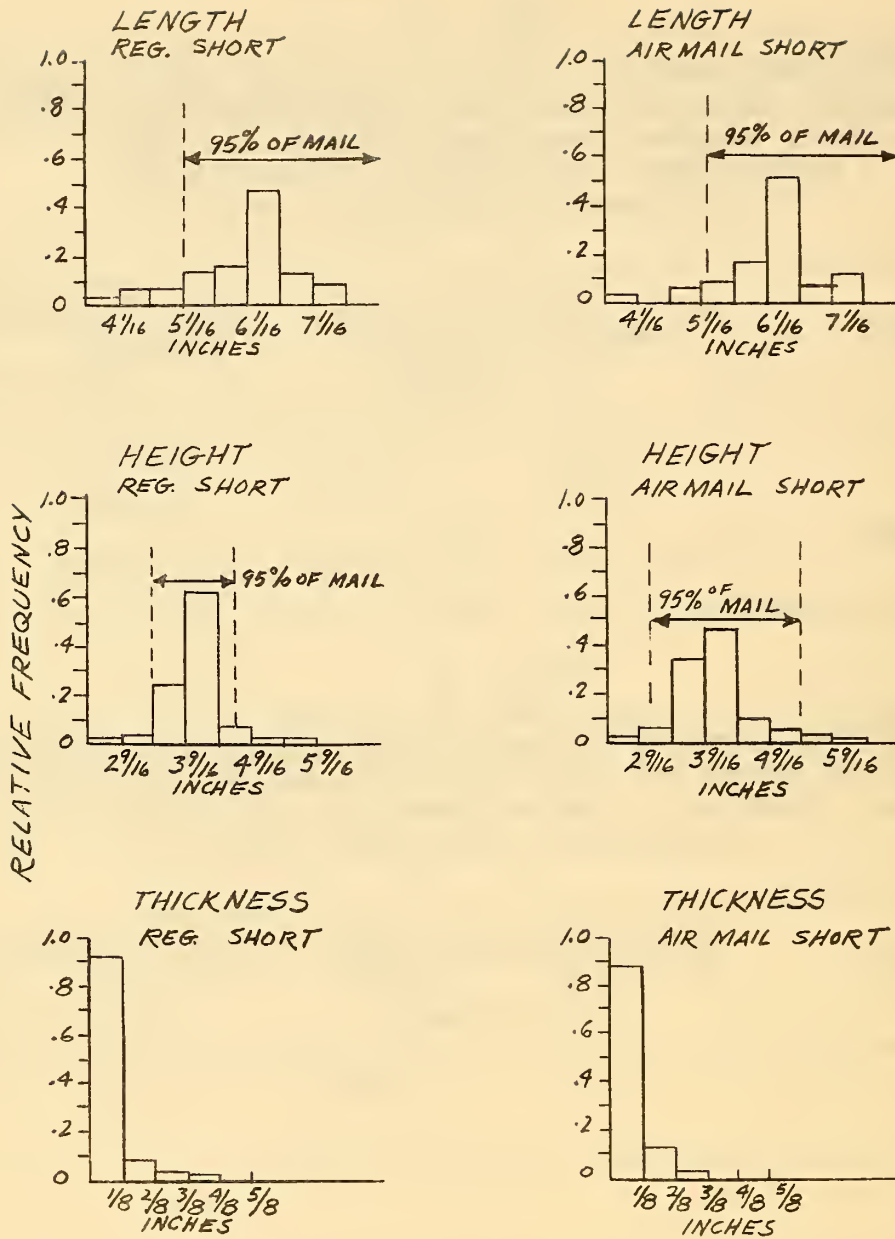 LENGTH
REG. SHORT
1.0
.8
.6
.4
.2
0
95% OF MAIL
4 1/16 5 1/16 6 1/16 7 1/16
INCHES
LENGTH
AIR MAIL SHORT
1.0
.8
.6
.4
.2
0
95% OF MAIL
4 1/16 5 1/16 6 1/16 7 1/16
INCHES
RELATIVE FREQUENCY
HEIGHT
REG. SHORT
1.0
.8
.6
.4
.2
0
95% OF MAIL
2 9/16 3 9/16 4 9/16 5 9/16
INCHES
HEIGHT
AIR MAIL SHORT
1.0
.8
.6
.4
.2
0
95% OF
MAIL
2 9/16 3 9/16 4 9/16 5 9/16
INCHES
THICKNESS
REG. SHORT
1.0
.8
.6
.4
.2
0
1/8 2/8 3/8 4/8 5/8
INCHES
THICKNESS
AIR MAIL SHORT
1.0
.8
.6
.4
.2
0
1/8 2/8 3/8 4/8 5/8
INCHES